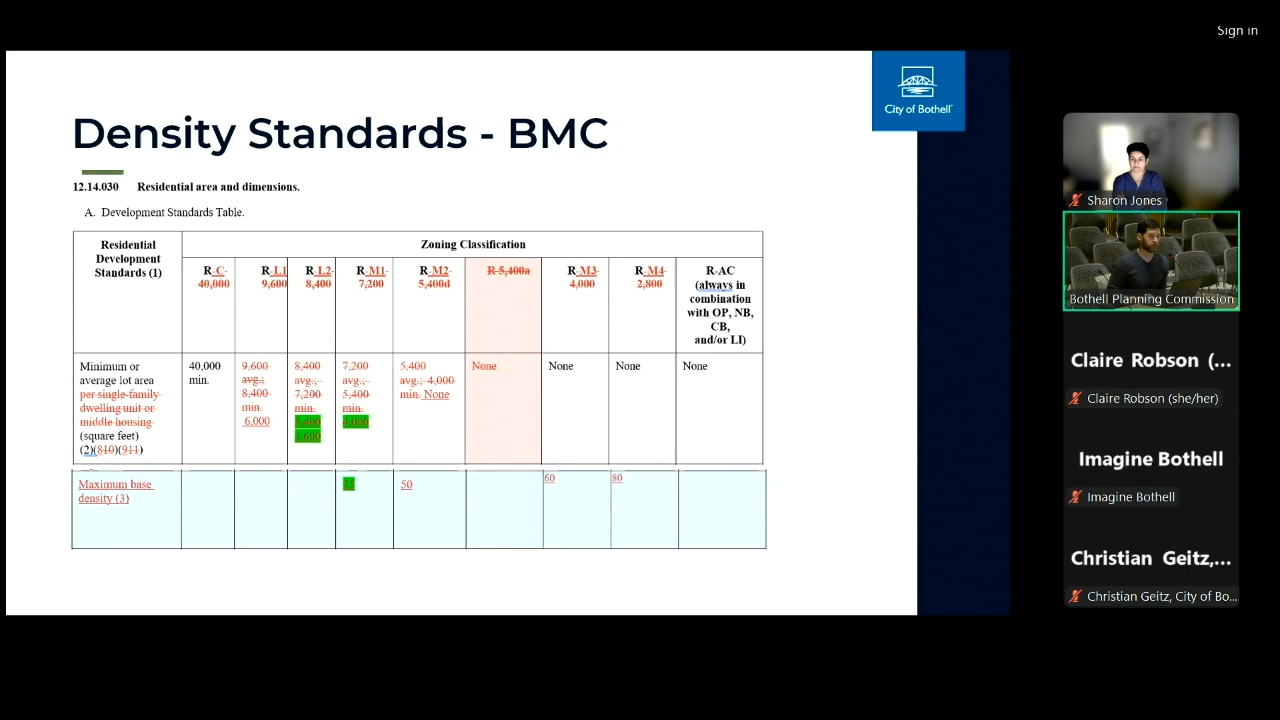 Sign in
City of Bothell
Density Standards - BMC
12.14.030 Residential area and dimensions.
A. Development Standards Table.
Residential
Development
Standards (1)
Zoning Classification
R-C-
40,000
R-L1
9,600
R-L2-
8,400
R-M1-
7,200
R-M2-
5,400d
R 5,400a
R-M3-
4,000
R-M4-
2,800
R-AC
(always in
combination
with OP, NB,
CB,
and/or LI)
Minimum or
average lot area
per single-family
dwelling unit or
middle housing
(square feet)
(2)(810)(911)
40,000
min.
9,600
avg.;
8,400
min.
6,000
8,400
avg.;
7,200
min.
7,200
avg.;
5,400
min.
5,400
avg.; 4,000
min. None
None
None
None
None
Maximum base
density (3)
50
60
80
Sharon Jones
Bothell Planning Commission
Claire Robson (...
Claire Robson (she/her)
Imagine Bothell
Imagine Bothell
Christian Geitz,...
Christian Geitz, City of Bo...